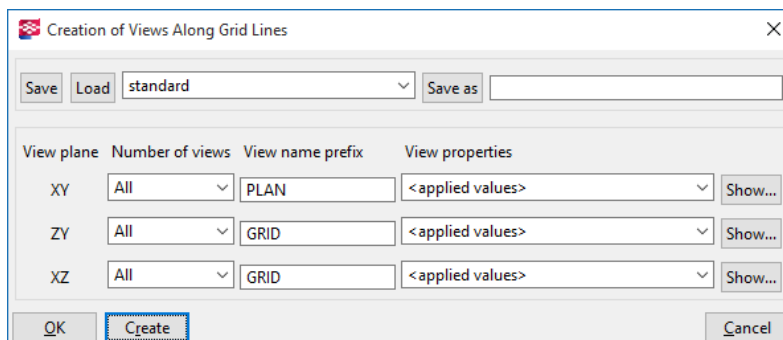 Creation of Views Along Grid Lines
Save Load standard Save as
View plane Number of views View name prefix View properties
XY All PLAN <applied values> Show...
ZY All GRID <applied values> Show...
XZ All GRID <applied values> Show...
OK Create Cancel